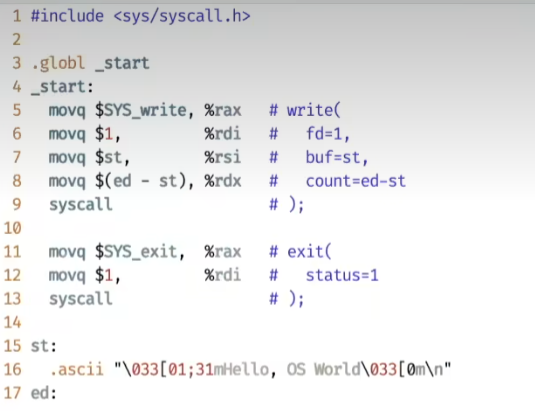 1 #include <sys/syscall.h>
2
3 .globl _start
4 _start:
5   movq $SYS_write, %rax   # write(
6   movq $1,         %rdi   #   fd=1,
7   movq $st,        %rsi   #   buf=st,
8   movq $(ed - st), %rdx   #   count=ed-st
9   syscall                 # );
10
11   movq $SYS_exit,  %rax   # exit(
12   movq $1,         %rdi   #   status=1
13   syscall                 # );
14
15 st:
16   .ascii "\033[01;31mHello, OS World\033[0m\n"
17 ed: